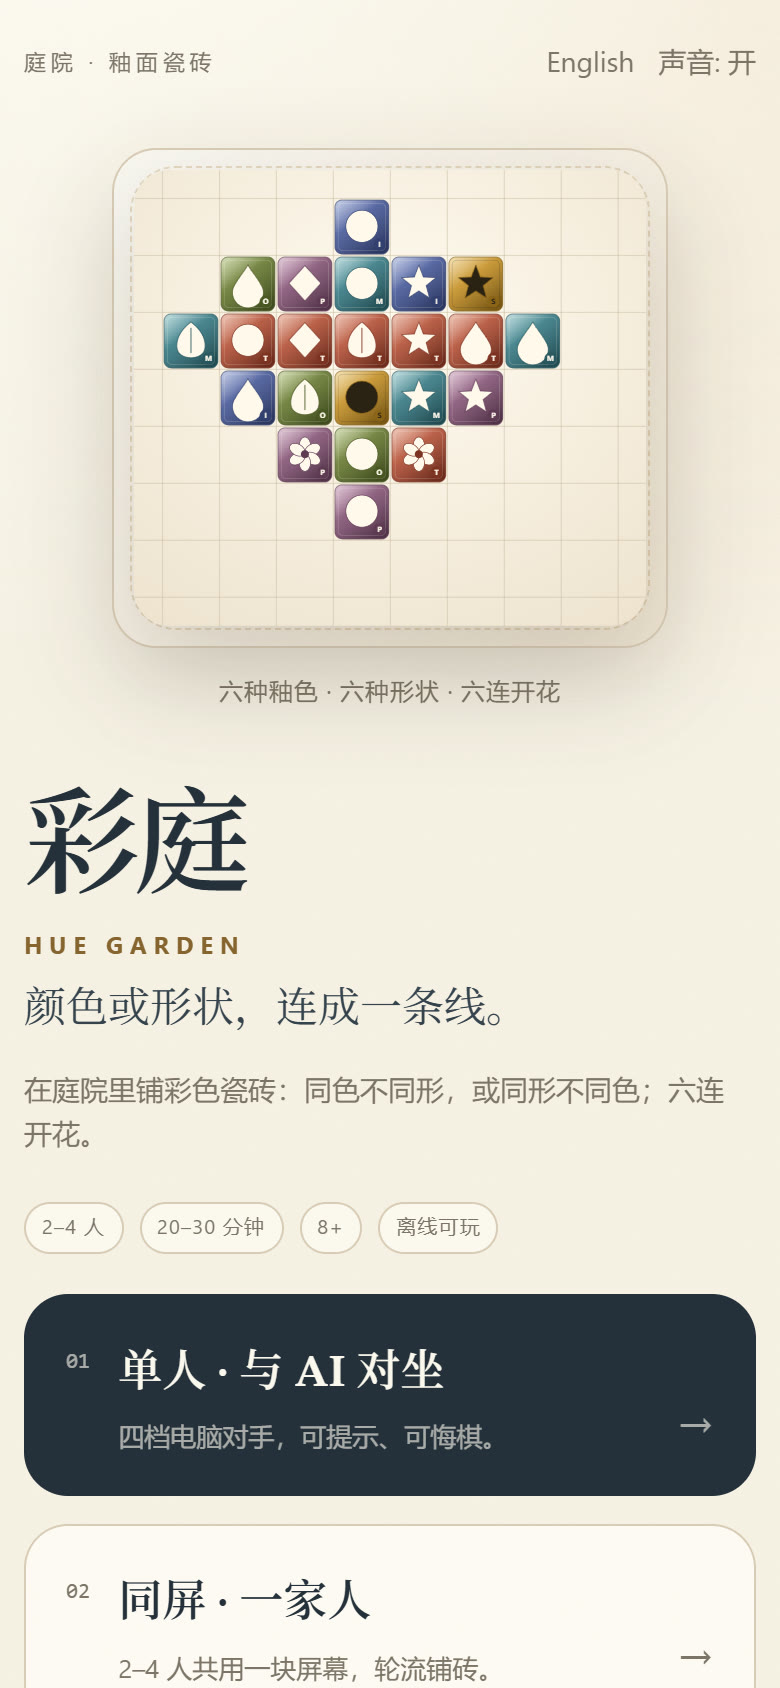 庭院 · 釉面瓷砖
English 声音: 开
I
O P M I S
M T T T T T M
I O S M P
P O T
P
六种釉色 · 六种形状 · 六连开花
彩庭
HUE GARDEN
颜色或形状，连成一条线。
在庭院里铺彩色瓷砖：同色不同形，或同形不同色；六连
开花。
2–4 人
20–30 分钟
8+
离线可玩
01
单人 · 与 AI 对坐
四档电脑对手，可提示、可悔棋。
→
02
同屏 · 一家人
2–4 人共用一块屏幕，轮流铺砖。
→